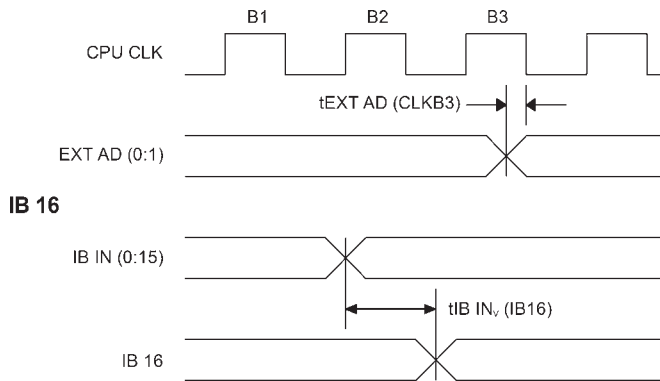 B1 B2 B3
CPU CLK
tEXT AD (CLKB3)
EXT AD (0:1)
IB 16
IB IN (0:15)
tIB INᵥ (IB16)
IB 16